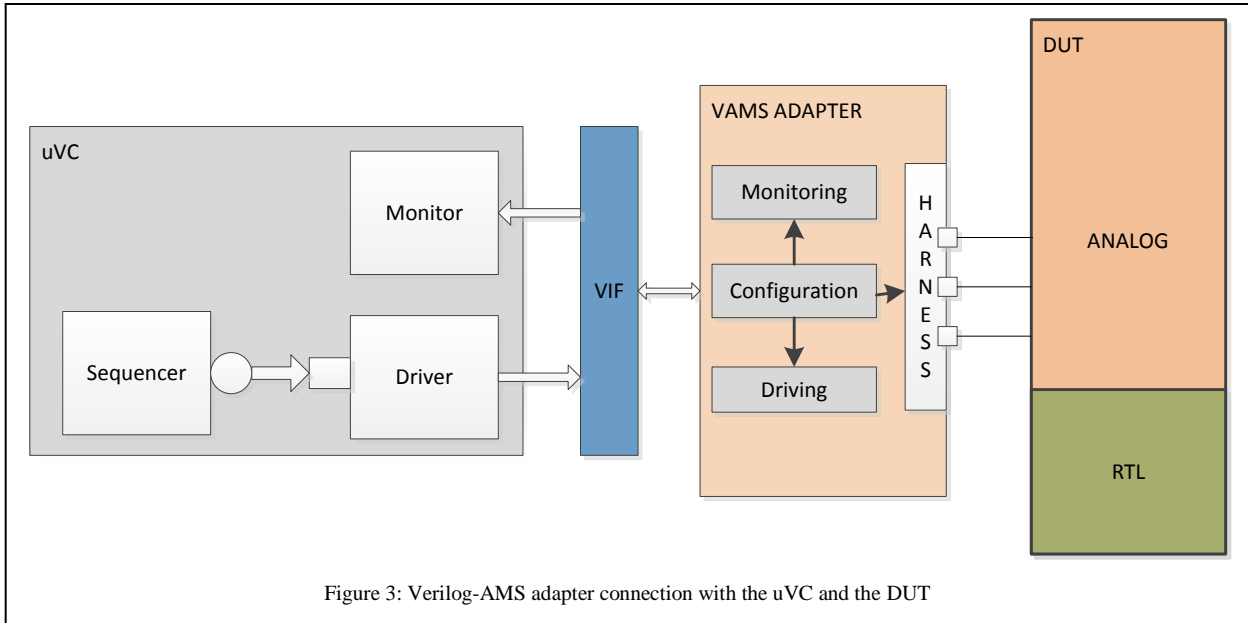 uVC
Monitor
Sequencer
Driver
VIF
VAMS ADAPTER
Monitoring
Configuration
Driving
H
A
R
N
E
S
S
DUT
ANALOG
RTL
Figure 3: Verilog-AMS adapter connection with the uVC and the DUT